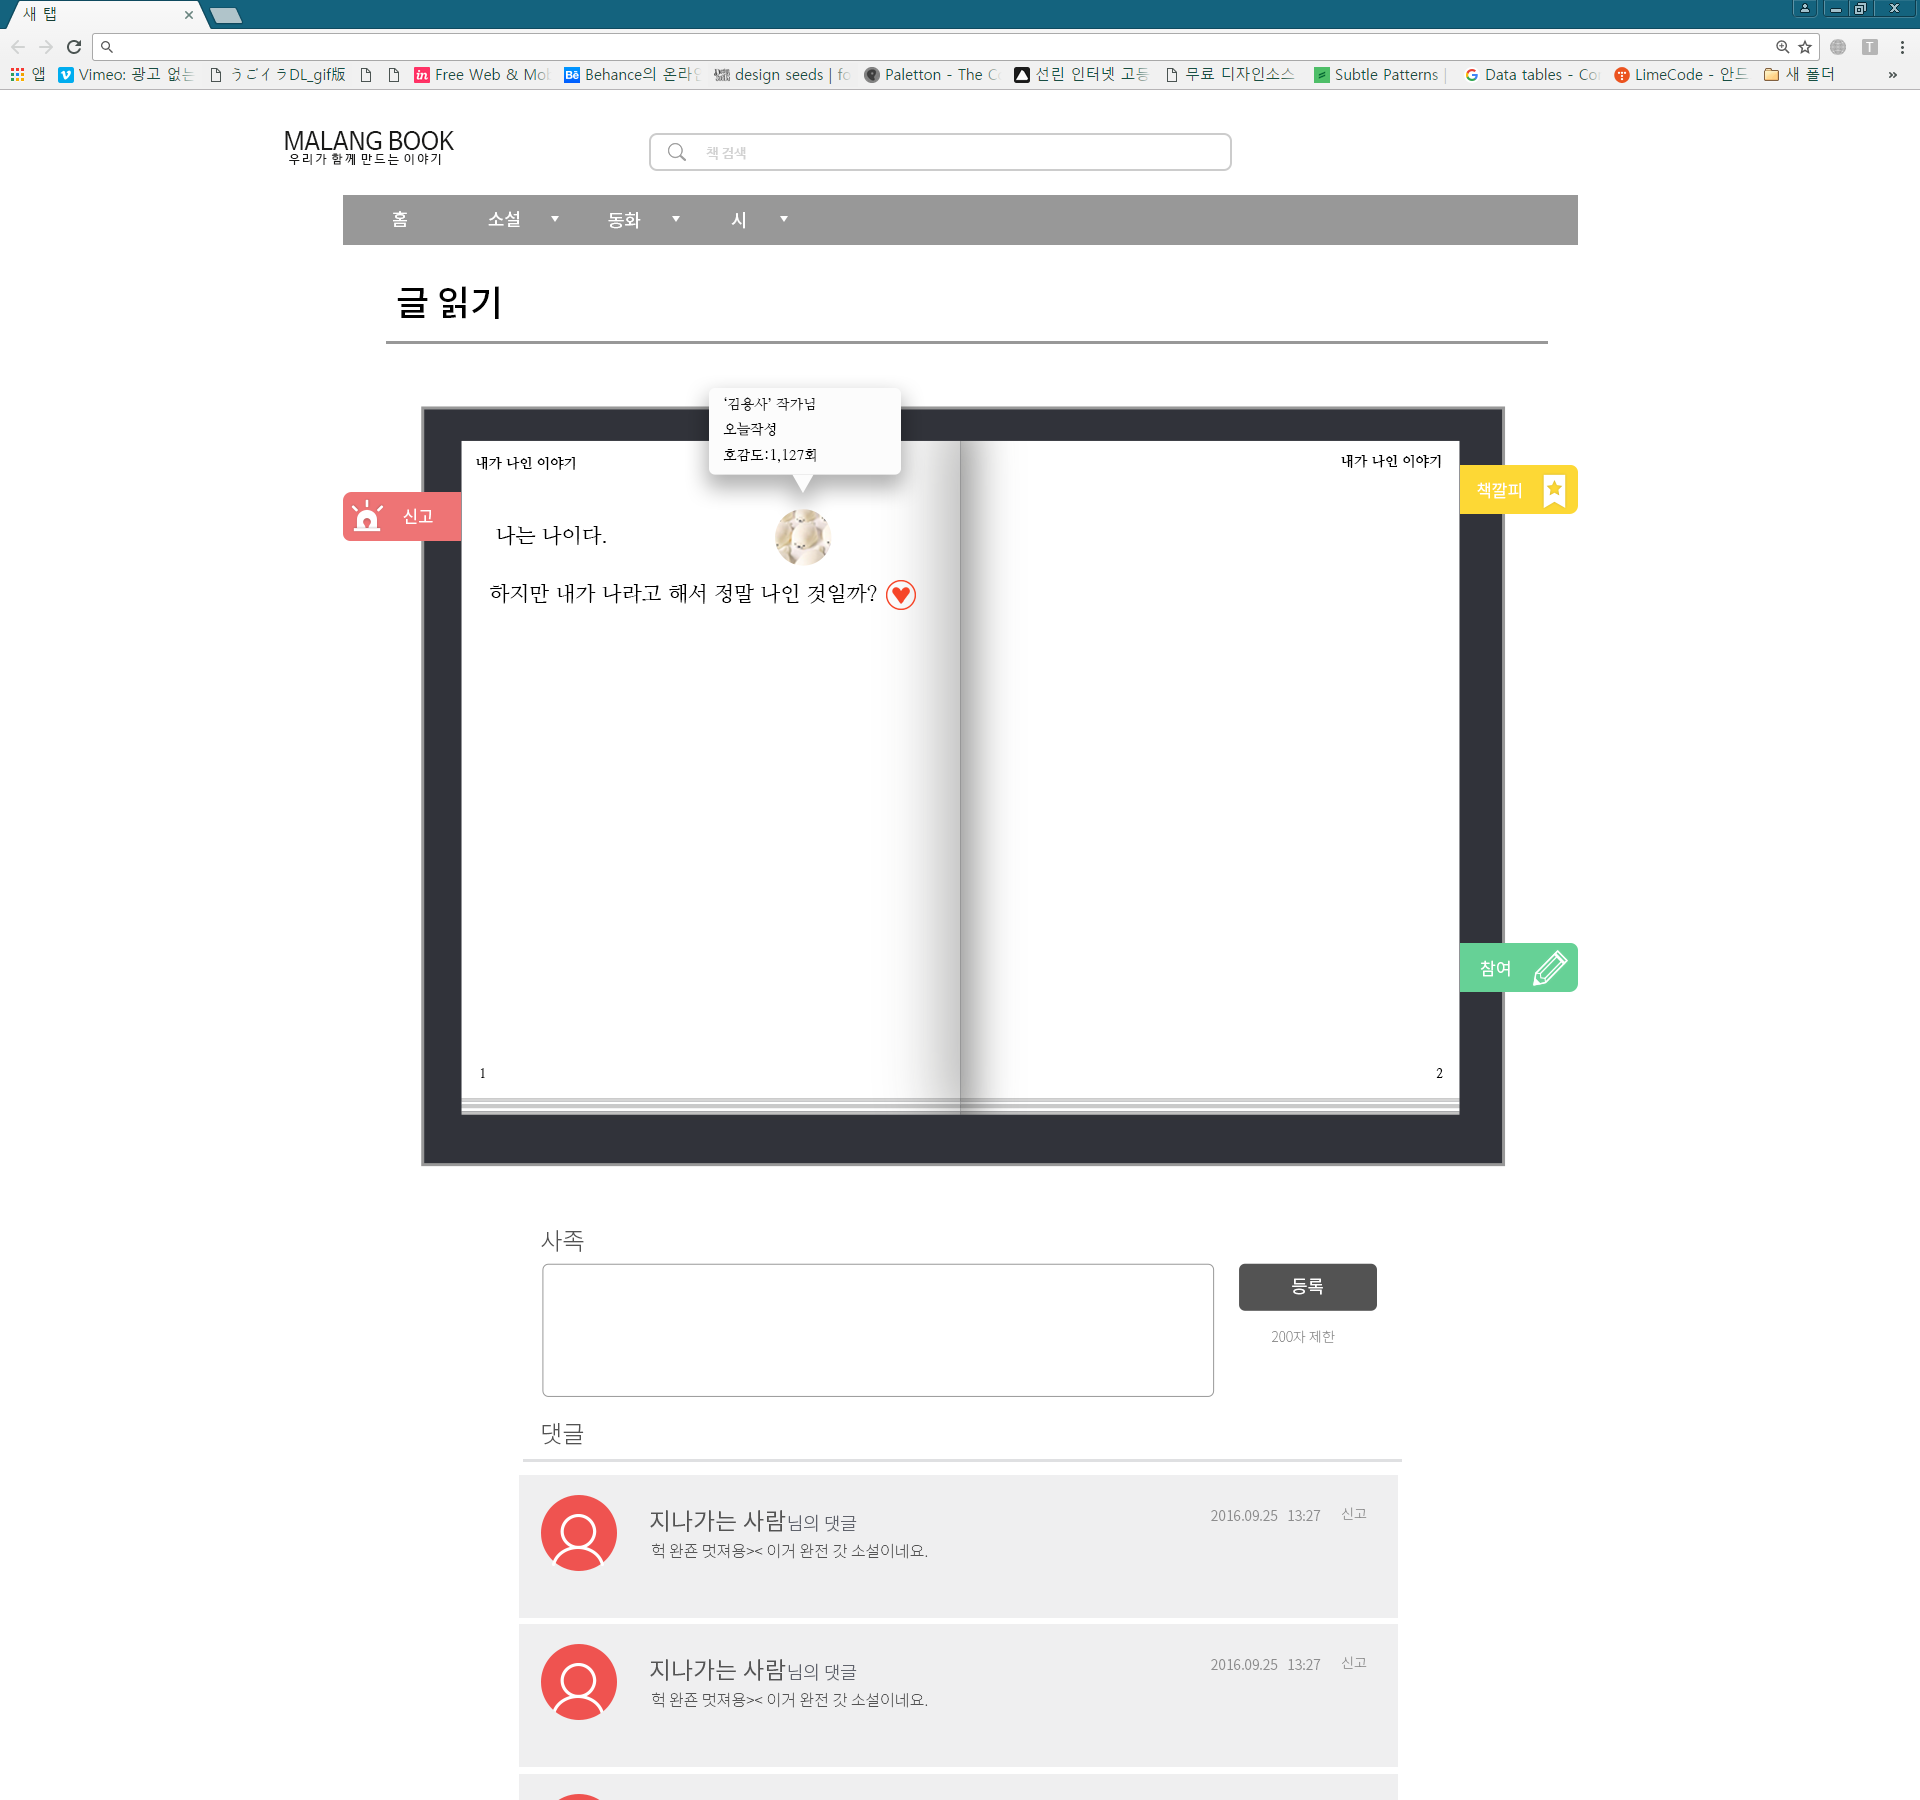 새 탭
앱 Vimeo: 광고 없는 うごイラDL_gif版 Free Web & Mo Behance의 온라인 design seeds | fo Paletton - The Co 선린 인터넷 고등 무료 디자인소스 Subtle Patterns | Data tables - Co LimeCode - 안드 새 폴더 »
MALANG BOOK
우리가 함께 만드는 이야기
책 검색
홈 소설 동화 시
글 읽기
‘김용사’ 작가님
오늘작성
호감도:1,127회
내가 나인 이야기
내가 나인 이야기
신고
책깔피
나는 나이다.
하지만 내가 나라고 해서 정말 나인 것일까?
참여
1
2
사족
등록
200자 제한
댓글
지나가는 사람님의 댓글 2016.09.25 13:27 신고
헉 완죤 멋져용>< 이거 완전 갓 소설이네요.
지나가는 사람님의 댓글 2016.09.25 13:27 신고
헉 완죤 멋져용>< 이거 완전 갓 소설이네요.